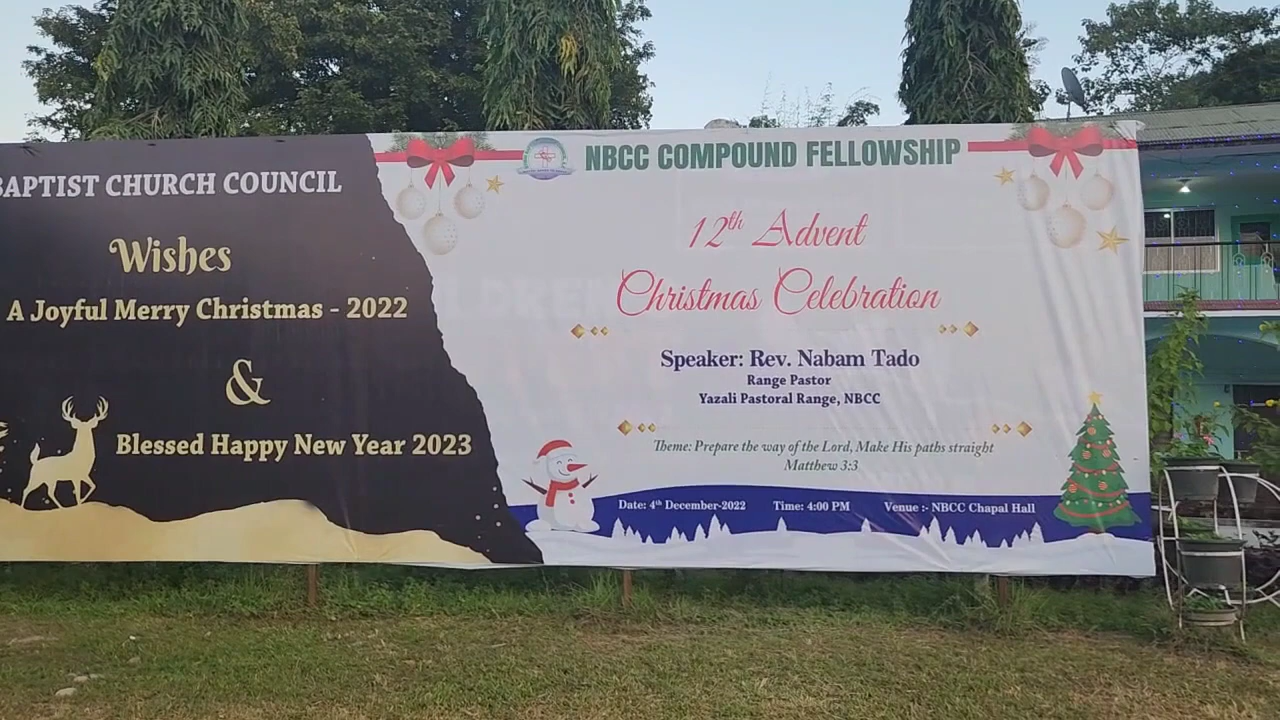 BAPTIST CHURCH COUNCIL
Wishes
A Joyful Merry Christmas - 2022
&
Blessed Happy New Year 2023
NBCC COMPOUND FELLOWSHIP
12th Advent
Christmas Celebration
Speaker: Rev. Nabam Tado
Range Pastor
Yazali Pastoral Range, NBCC
Theme: Prepare the way of the Lord, Make His paths straight
Matthew 3:3
Date: 4th December-2022 Time: 4:00 PM Venue :- NBCC Chapal Hall